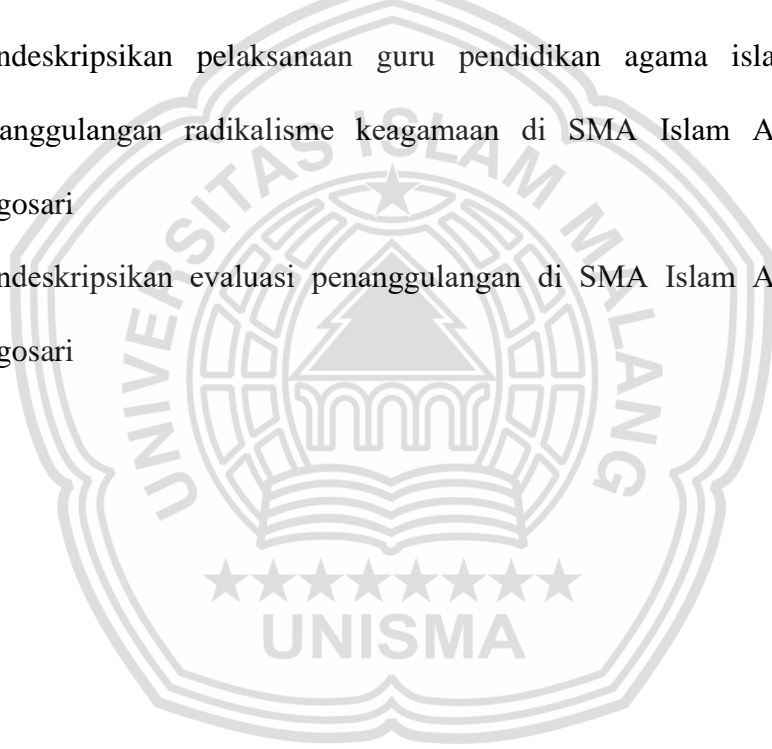 ndeskripsikan pelaksanaan guru pendidikan agama isla
anggulangan radikalisme keagamaan di SMA Islam A
gosari
ndeskripsikan evaluasi penanggulangan di SMA Islam A
gosari
UNIVERSITAS ISLAM MALANG
UNISMA